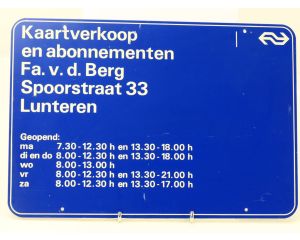 Kaartverkoop
en abonnementen
Fa. v. d. Berg
Spoorstraat 33
Lunteren
Geopend:
ma 7.30-12.30 h en 13.30-18.00 h
di en do 8.00-12.30 h en 13.30-18.00 h
wo 8.00-13.00 h
vr 8.00-12.30 h en 13.30-21.00 h
za 8.00-12.30 h en 13.30-17.00 h